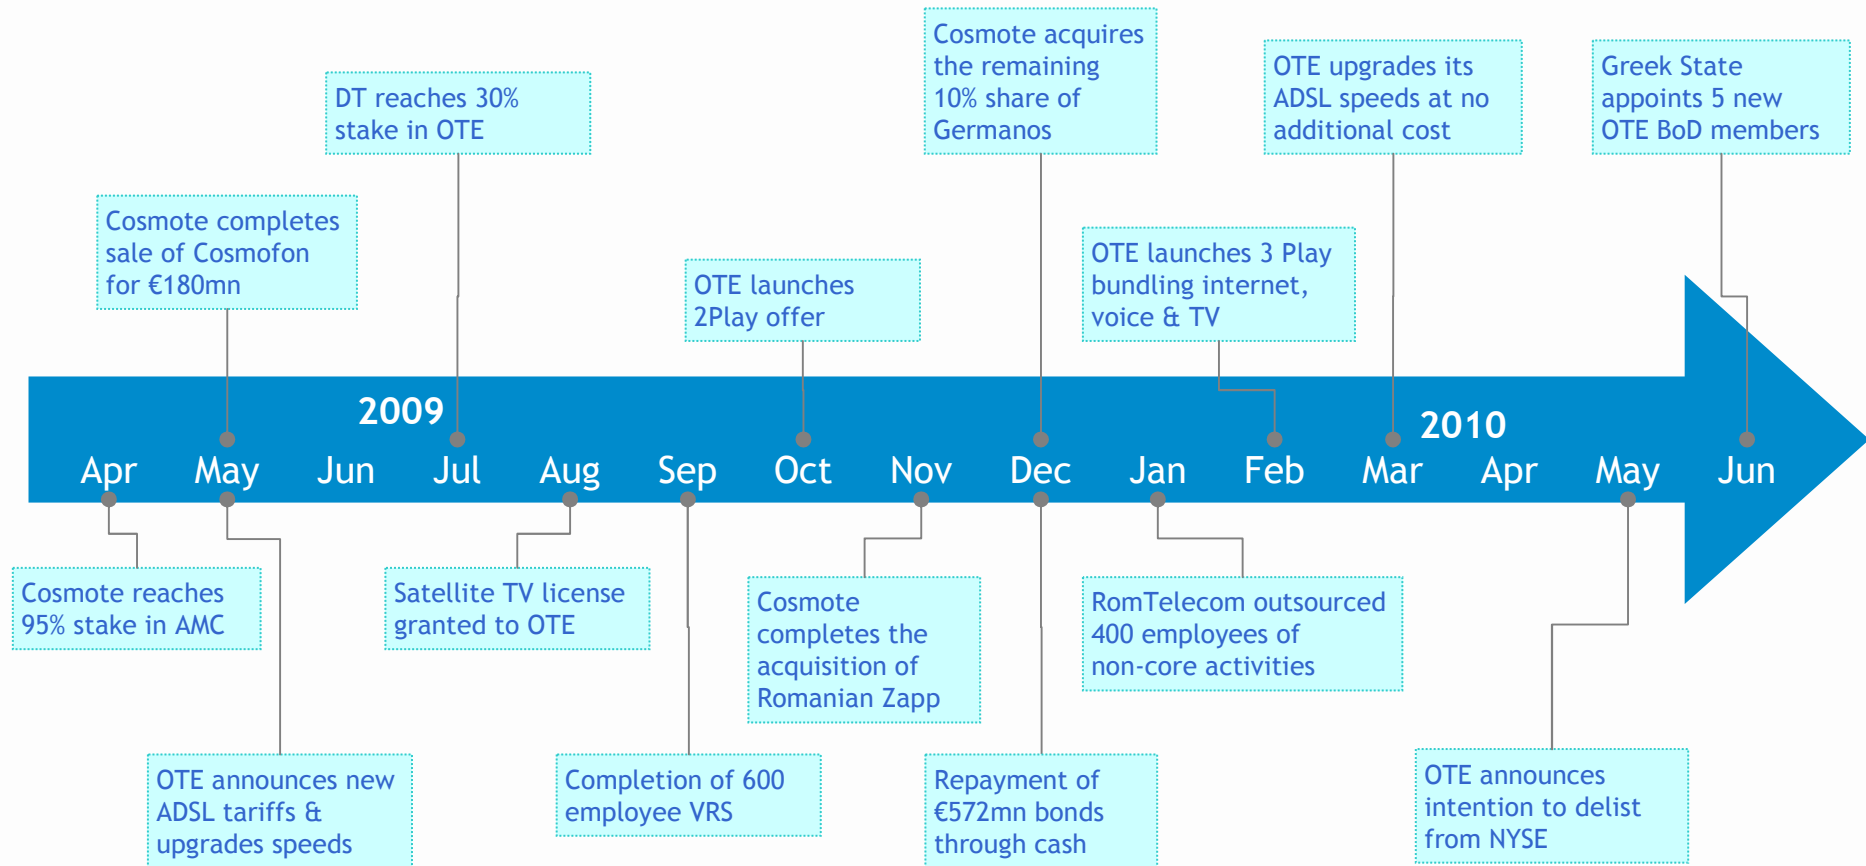 Cosmote acquires
the remaining
10% share of
Germanos
OTE upgrades its
ADSL speeds at no
additional cost
Greek State
appoints 5 new
OTE BoD members
DT reaches 30%
stake in OTE
Cosmote completes
sale of Cosmofon
for €180mn
OTE launches
2Play offer
OTE launches 3 Play
bundling internet,
voice & TV
2009
2010
Apr May Jun Jul Aug Sep Oct Nov Dec Jan Feb Mar Apr May Jun
Cosmote reaches
95% stake in AMC
Satellite TV license
granted to OTE
Cosmote
completes the
acquisition of
Romanian Zapp
RomTelecom outsourced
400 employees of
non-core activities
OTE announces new
ADSL tariffs &
upgrades speeds
Completion of 600
employee VRS
Repayment of
€572mn bonds
through cash
OTE announces
intention to delist
from NYSE